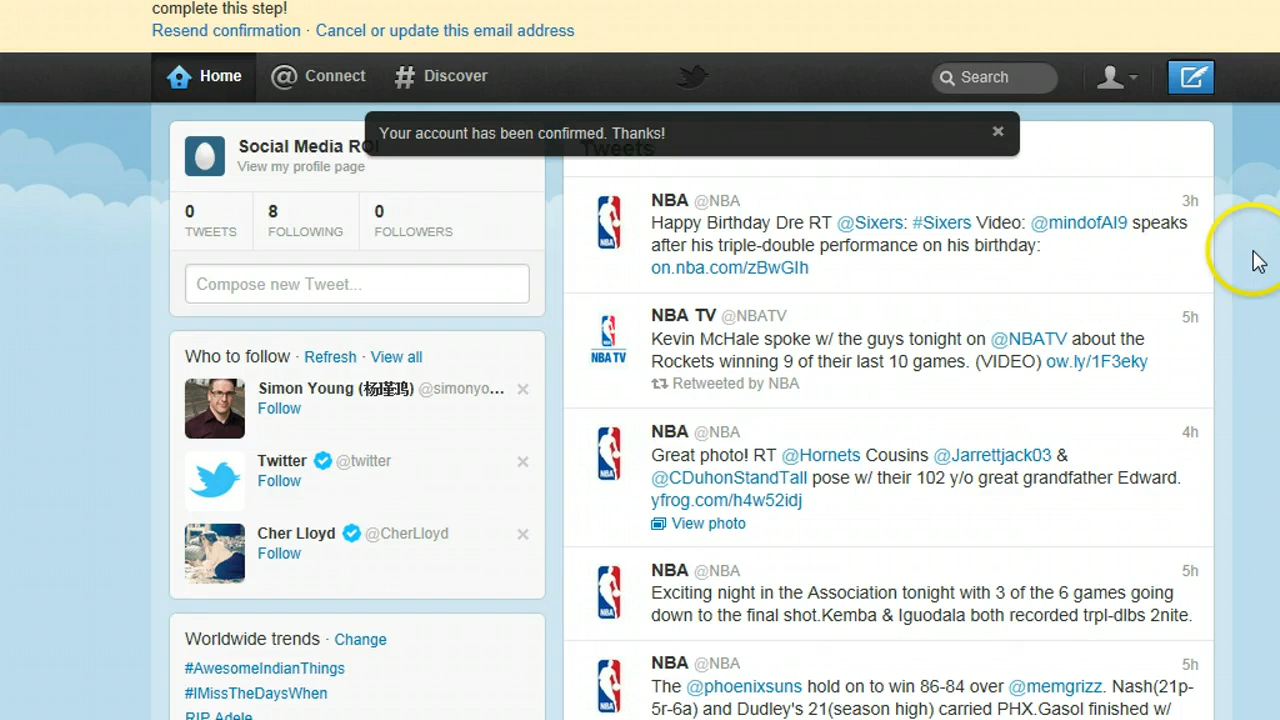 complete this step!
Resend confirmation · Cancel or update this email address
Home @ Connect # Discover Search
Your account has been confirmed. Thanks! ×
Social Media ROI
View my profile page
Tweets
0 8 0
TWEETS FOLLOWING FOLLOWERS
Compose new Tweet...
Who to follow · Refresh · View all
Simon Young (杨瑾鸣) @simonyo... ×
Follow
Twitter @twitter ×
Follow
Cher Lloyd @CherLloyd ×
Follow
Worldwide trends · Change
#AwesomeIndianThings
#IMissTheDaysWhen
RIP Adele
NBA @NBA 3h
Happy Birthday Dre RT @Sixers: #Sixers Video: @mindofAI9 speaks
after his triple-double performance on his birthday:
on.nba.com/zBwGIh
NBA TV
NBA TV @NBATV 5h
Kevin McHale spoke w/ the guys tonight on @NBATV about the
Rockets winning 9 of their last 10 games. (VIDEO) ow.ly/1F3eky
Retweeted by NBA
NBA @NBA 4h
Great photo! RT @Hornets Cousins @Jarrettjack03 &
@CDuhonStandTall pose w/ their 102 y/o great grandfather Edward.
yfrog.com/h4w52idj
View photo
NBA @NBA 5h
Exciting night in the Association tonight with 3 of the 6 games going
down to the final shot.Kemba & Iguodala both recorded trpl-dlbs 2nite.
NBA @NBA 5h
The @phoenixsuns hold on to win 86-84 over @memgrizz. Nash(21p-
5r-6a) and Dudley's 21(season high) carried PHX.Gasol finished w/